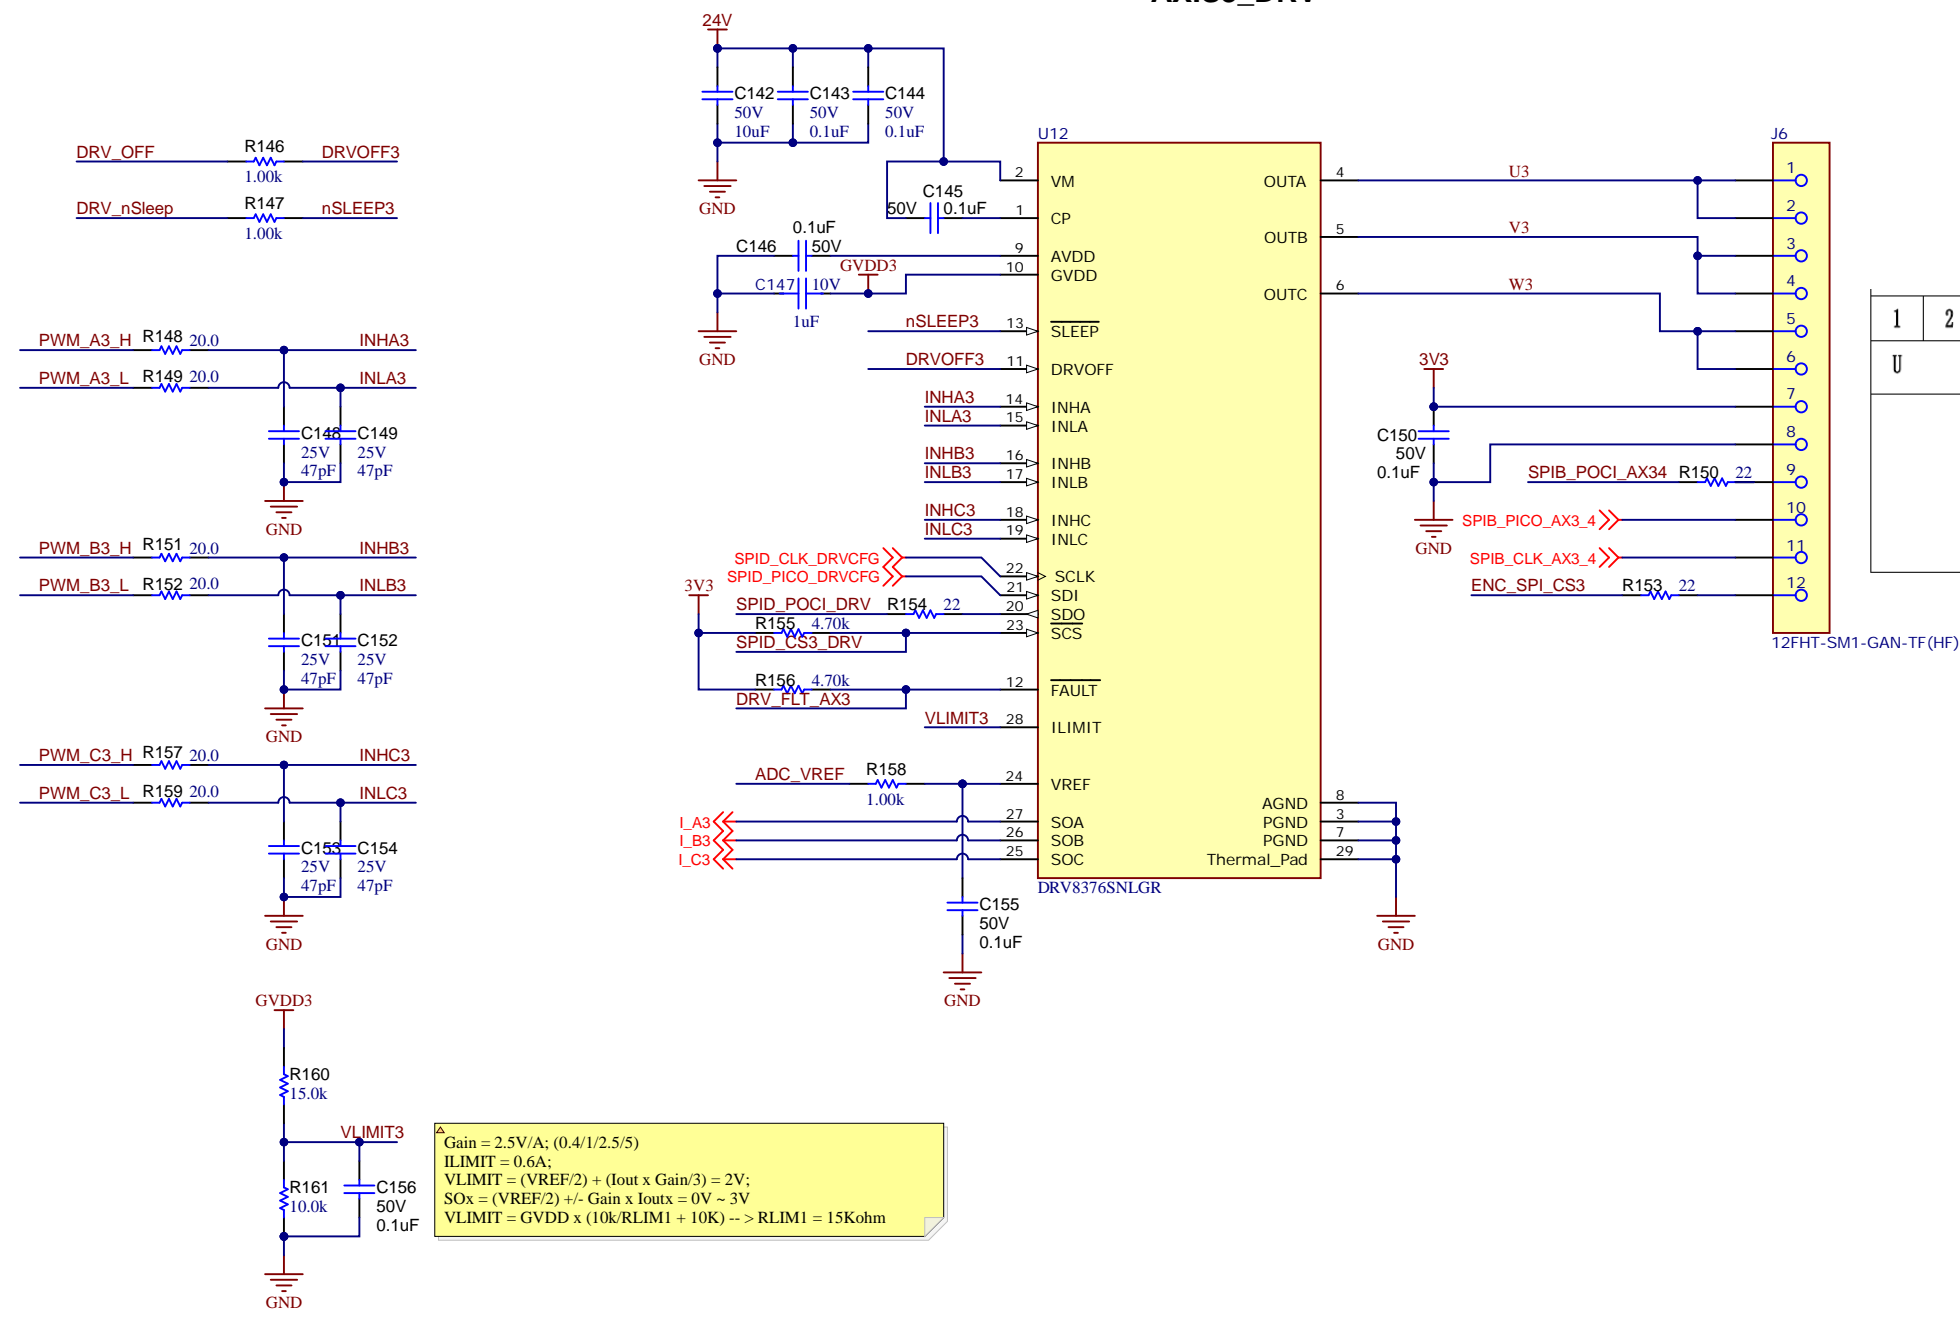 24V
C142
50V
10uF
C143
50V
0.1uF
C144
50V
0.1uF
GND
DRV_OFF
R146
1.00k
DRVOFF3
DRV_nSleep
R147
1.00k
nSLEEP3
PWM_A3_H
R148
20.0
INHA3
PWM_A3_L
R149
20.0
INLA3
C148
25V
47pF
C149
25V
47pF
GND
PWM_B3_H
R151
20.0
INHB3
PWM_B3_L
R152
20.0
INLB3
C151
25V
47pF
C152
25V
47pF
GND
PWM_C3_H
R157
20.0
INHC3
PWM_C3_L
R159
20.0
INLC3
C153
25V
47pF
C154
25V
47pF
GND
GVDD3
R160
15.0k
VLIMIT3
R161
10.0k
C156
50V
0.1uF
GND
Gain = 2.5V/A; (0.4/1/2.5/5)
ILIMIT = 0.6A;
VLIMIT = (VREF/2) + (Iout x Gain/3) = 2V;
SOx = (VREF/2) +/- Gain x Ioutx = 0V ~ 3V
VLIMIT = GVDD x (10k/RLIM1 + 10K) -- > RLIM1 = 15Kohm
C145
50V
0.1uF
C146
0.1uF
50V
GVDD3
C147
10V
1uF
GND
nSLEEP3
DRVOFF3
INHA3
INLA3
INHB3
INLB3
INHC3
INLC3
SPID_CLK_DRVCFG
SPID_PICO_DRVCFG
3V3
SPID_POCI_DRV
R154
22
R155
4.70k
SPID_CS3_DRV
R156
4.70k
DRV_FLT_AX3
VLIMIT3
ADC_VREF
R158
1.00k
I_A3
I_B3
I_C3
C155
50V
0.1uF
GND
U12
2 VM
1 CP
9 AVDD
10 GVDD
13 SLEEP
11 DRVOFF
14 INHA
15 INLA
16 INHB
17 INLB
18 INHC
19 INLC
22 SCLK
21 SDI
20 SDO
23 SCS
12 FAULT
28 ILIMIT
24 VREF
27 SOA
26 SOB
25 SOC
OUTA 4
OUTB 5
OUTC 6
AGND 8
PGND 3
PGND 7
Thermal_Pad 29
DRV8376SNLGR
GND
U3
V3
W3
3V3
C150
50V
0.1uF
GND
SPIB_POCI_AX34
R150
22
SPIB_PICO_AX3_4
SPIB_CLK_AX3_4
ENC_SPI_CS3
R153
22
J6
1
2
3
4
5
6
7
8
9
10
11
12
12FHT-SM1-GAN-TF(HF)
1 2
U